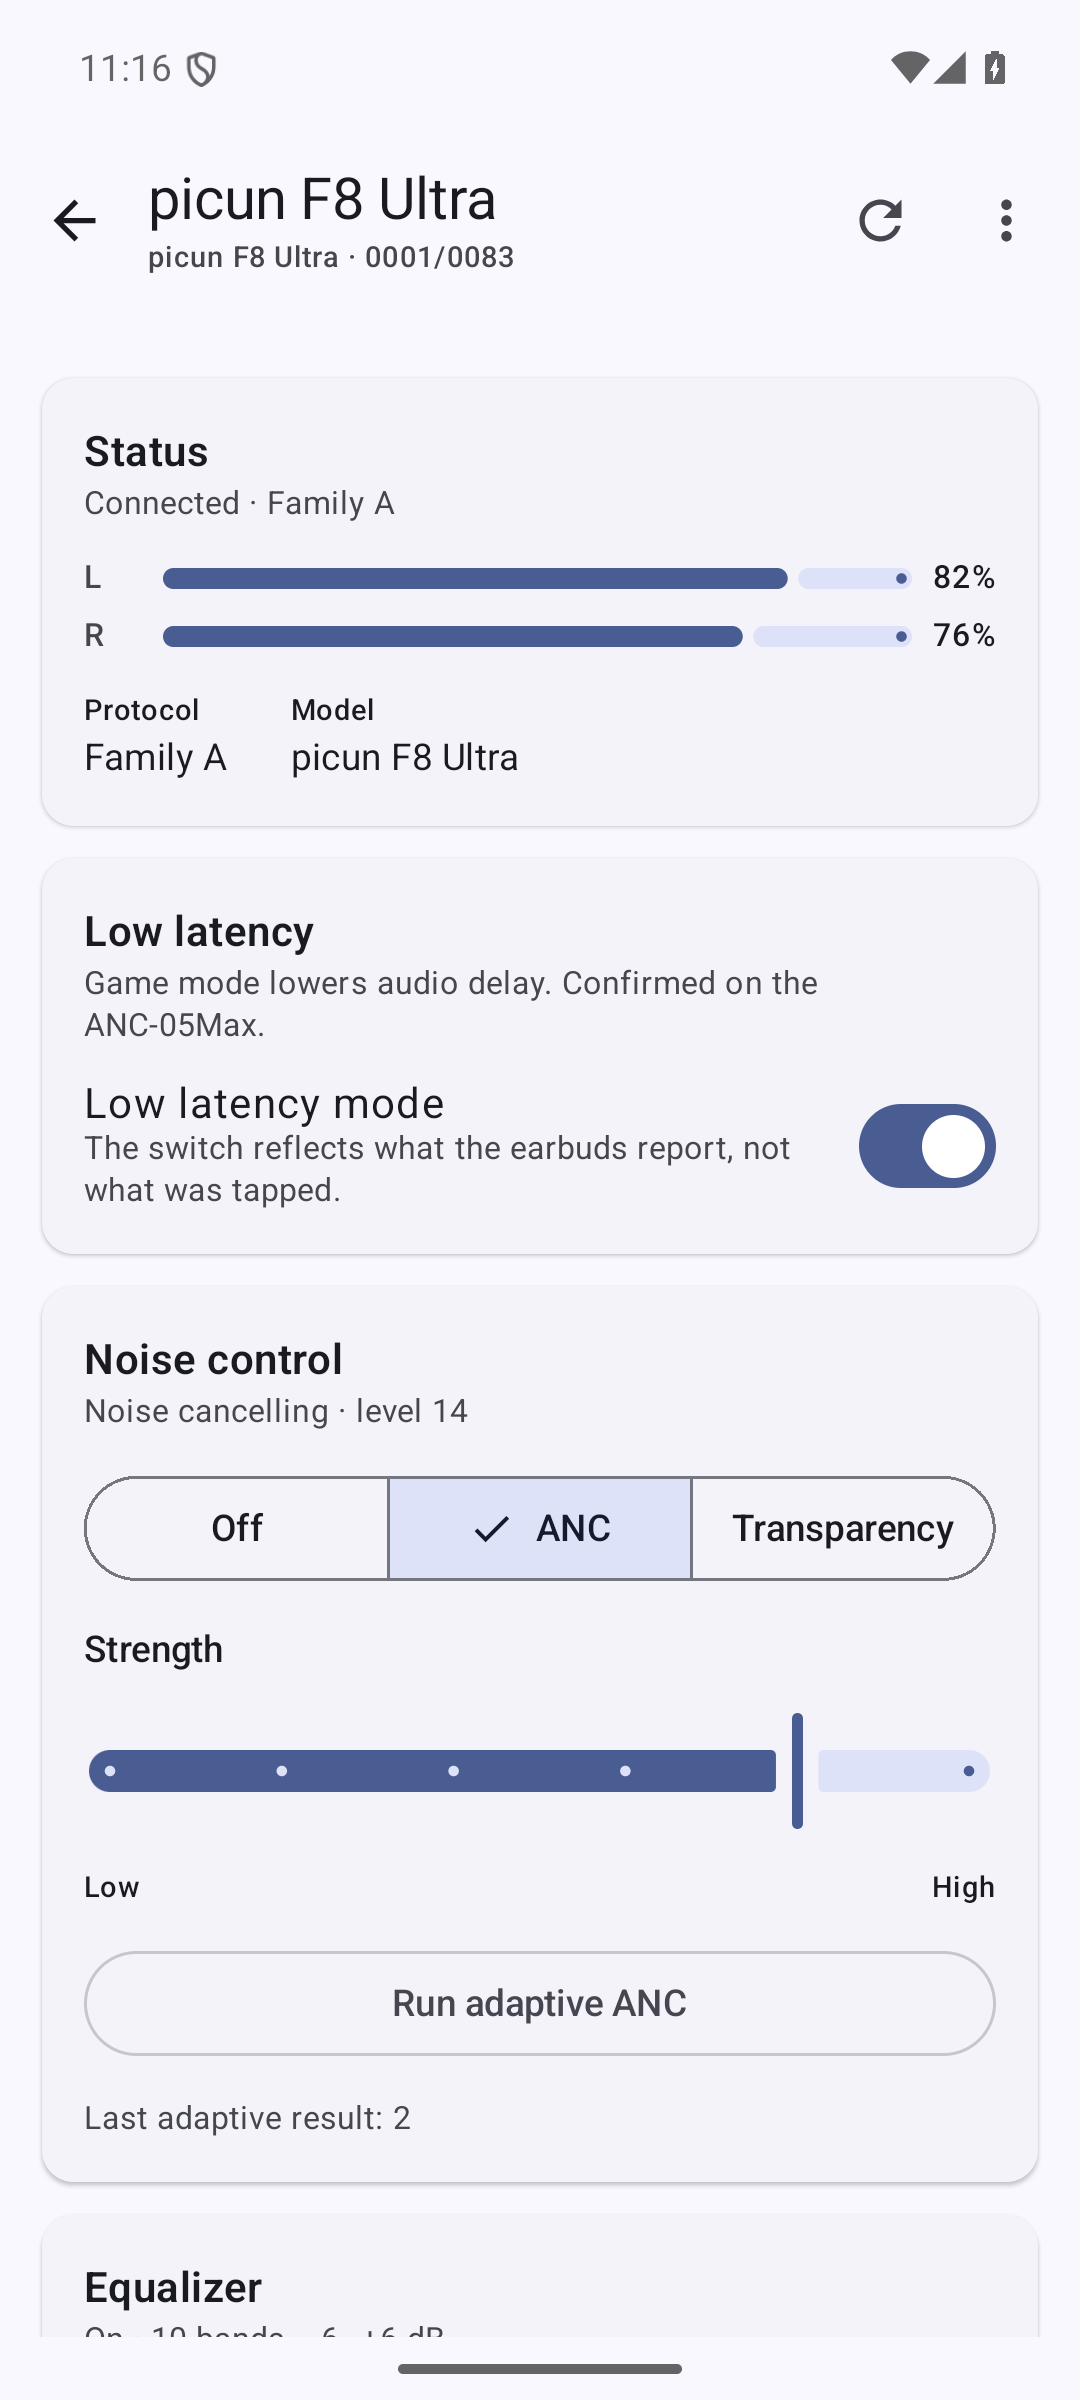 11:16
picun F8 Ultra
picun F8 Ultra · 0001/0083
Status
Connected · Family A
L 82%
R 76%
Protocol Model
Family A picun F8 Ultra
Low latency
Game mode lowers audio delay. Confirmed on the
ANC-05Max.
Low latency mode
The switch reflects what the earbuds report, not
what was tapped.
Noise control
Noise cancelling · level 14
Off ANC Transparency
Strength
Low High
Run adaptive ANC
Last adaptive result: 2
Equalizer